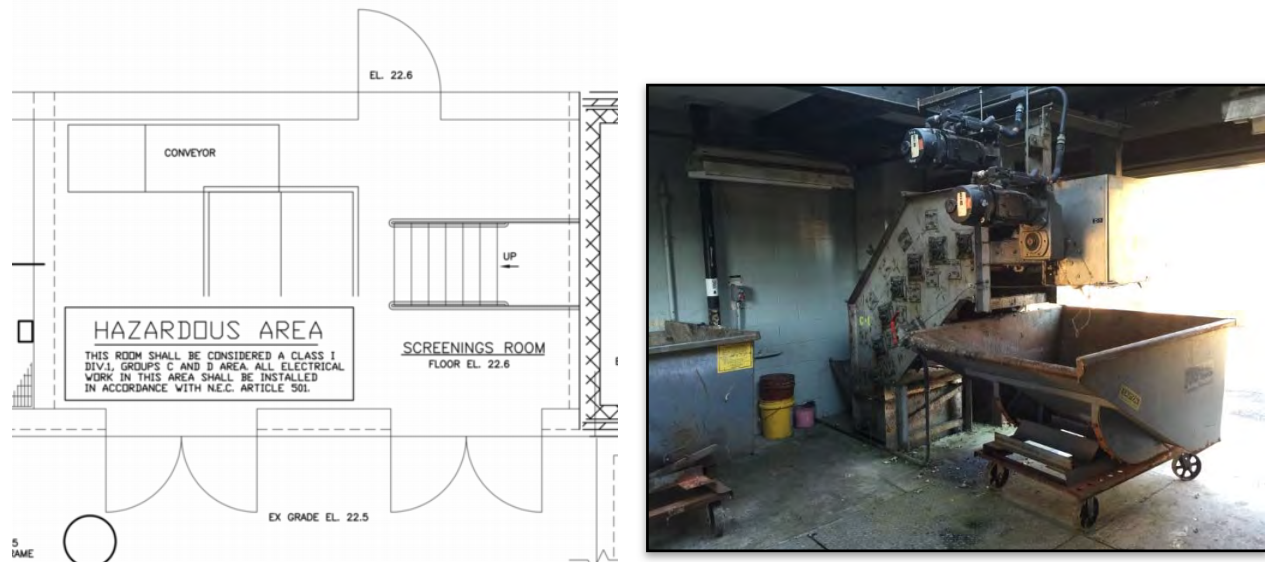 EL. 22.6
CONVEYOR
UP
HAZARDOUS AREA
THIS ROOM SHALL BE CONSIDERED A CLASS I
DIV.1, GROUPS C AND D AREA. ALL ELECTRICAL
WORK IN THIS AREA SHALL BE INSTALLED
IN ACCORDANCE WITH N.E.C. ARTICLE 501.
SCREENINGS ROOM
FLOOR EL. 22.6
EX GRADE EL. 22.5
5